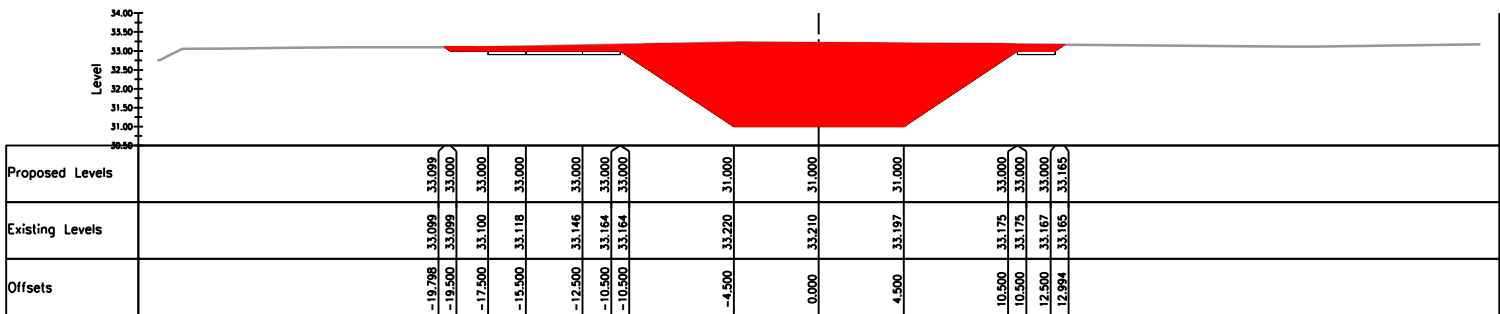 34.00
33.50
33.00
32.50
32.00
31.50
31.00
30.50
Level
Proposed Levels 33.099 33.000 33.000 33.000 33.000 33.000 33.000 31.000 31.000 31.000 33.000 33.000 33.000 33.165
Existing Levels 33.099 33.099 33.100 33.118 33.146 33.164 33.164 33.220 33.210 33.197 33.175 33.175 33.167 33.165
Offsets -19.798 -19.500 -17.500 -15.500 -12.500 -10.500 -10.500 -4.500 0.000 4.500 10.500 10.500 12.500 12.994